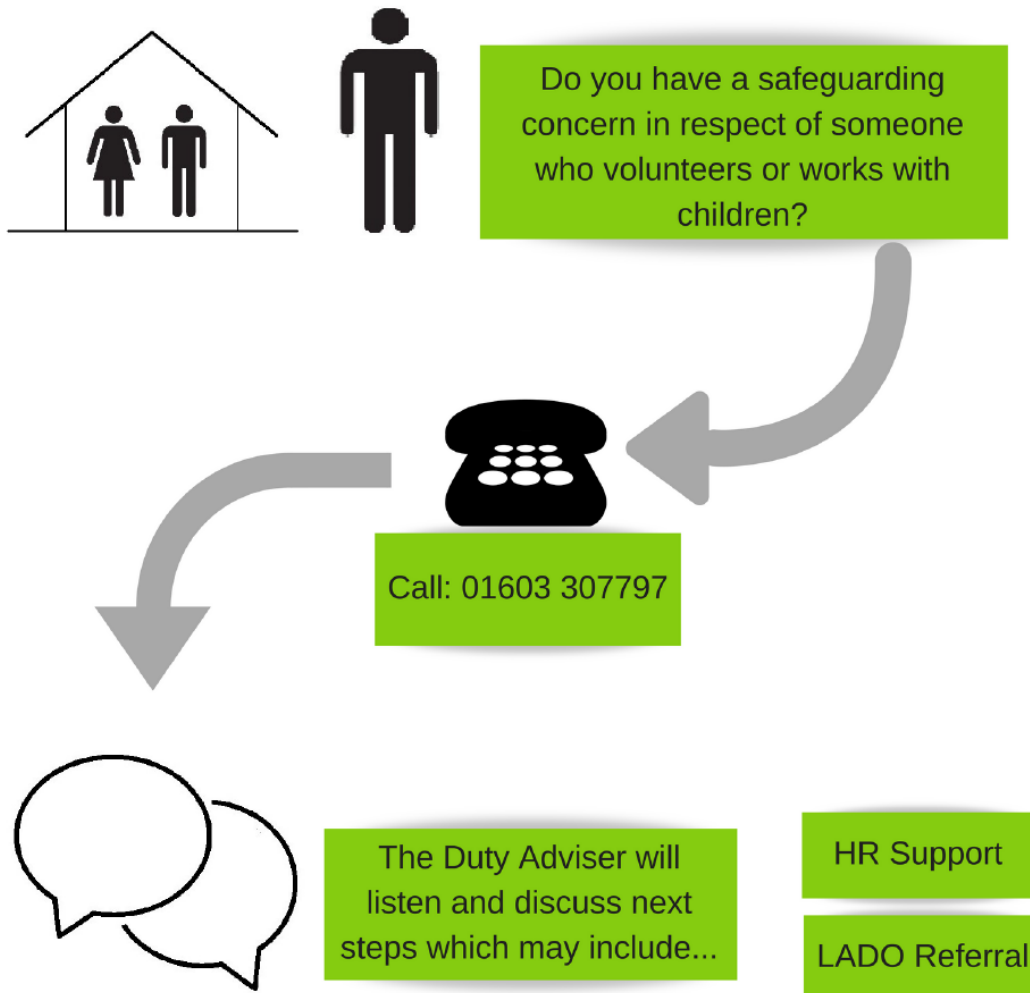 Do you have a safeguarding
concern in respect of someone
who volunteers or works with
children?
Call: 01603 307797
The Duty Adviser will
listen and discuss next
steps which may include...
HR Support
LADO Referral